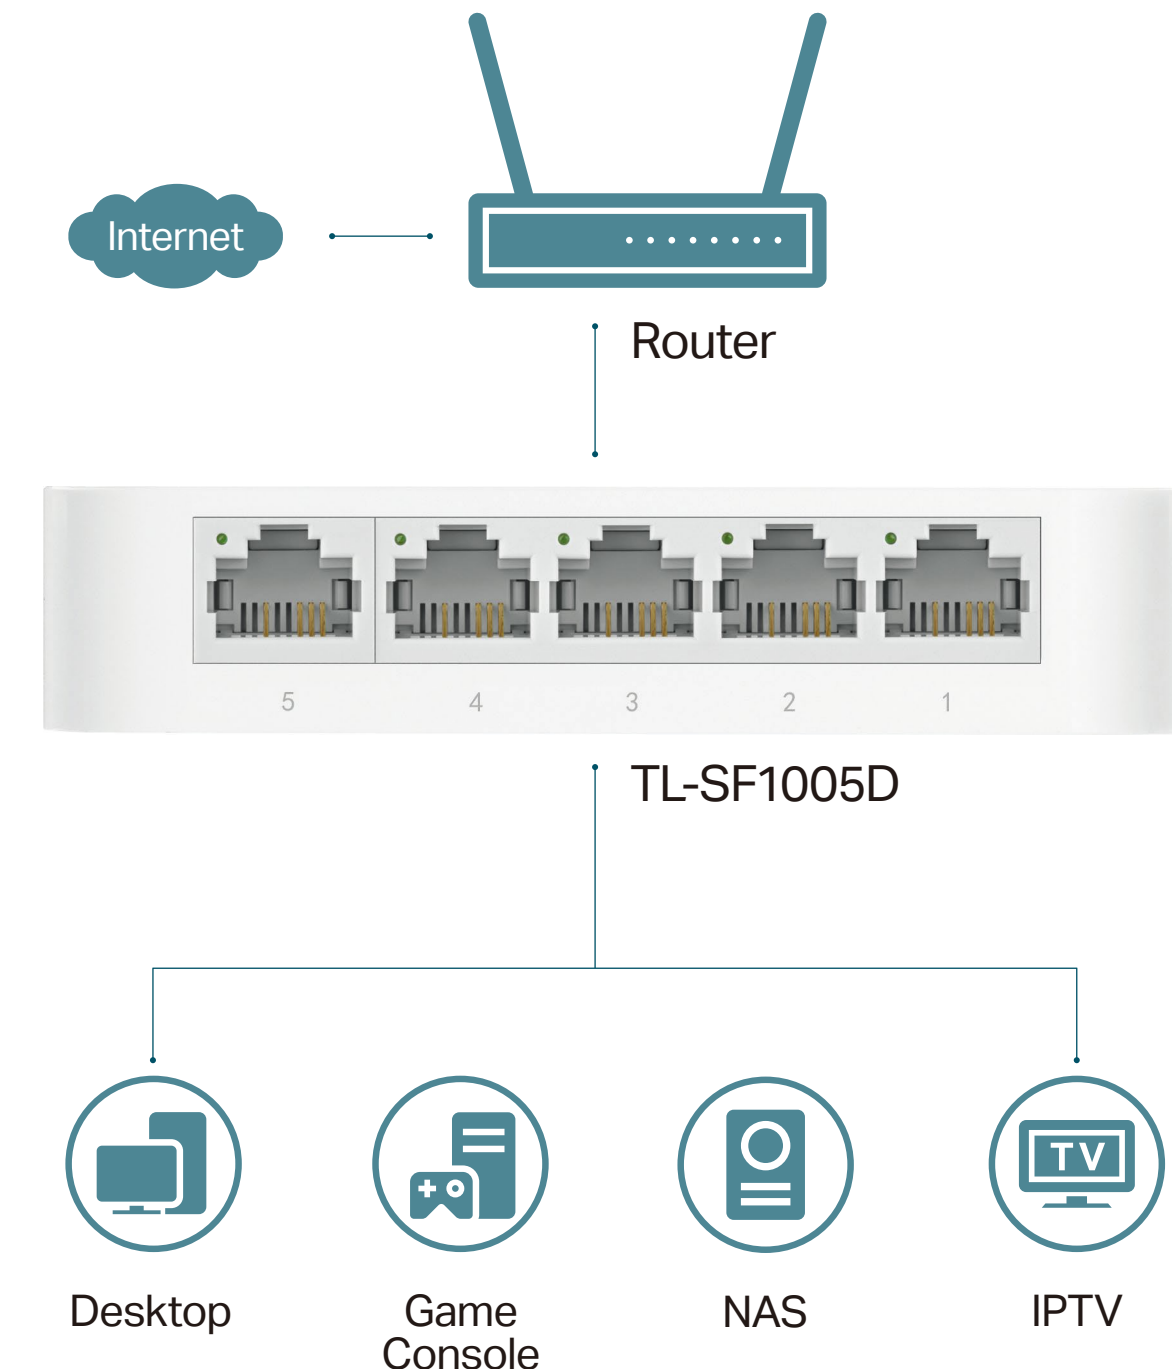 Internet
Router
5 4 3 2 1
TL-SF1005D
TV
Desktop
Game
Console
NAS
IPTV